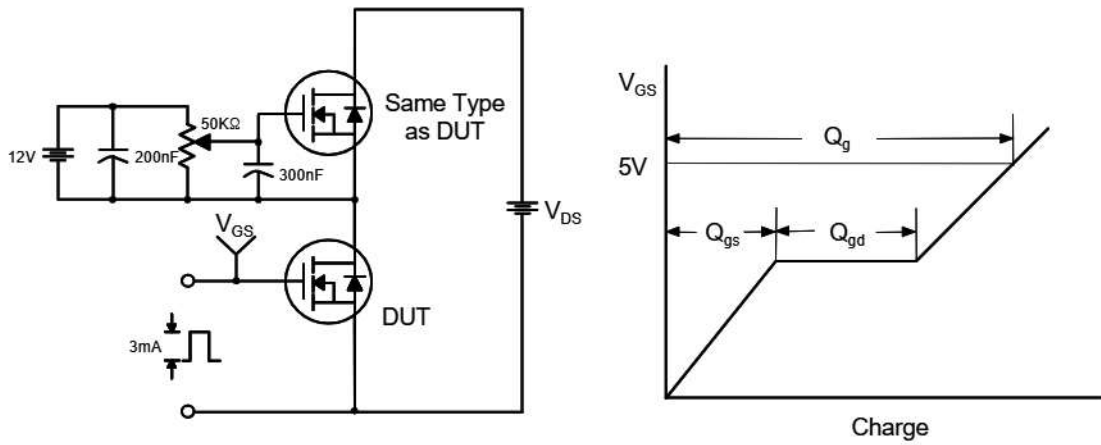 12V
200nF
50KΩ
300nF
Same Type
as DUT
V_GS
3mA
DUT
V_DS
V_GS
5V
Q_g
Q_gs
Q_gd
Charge